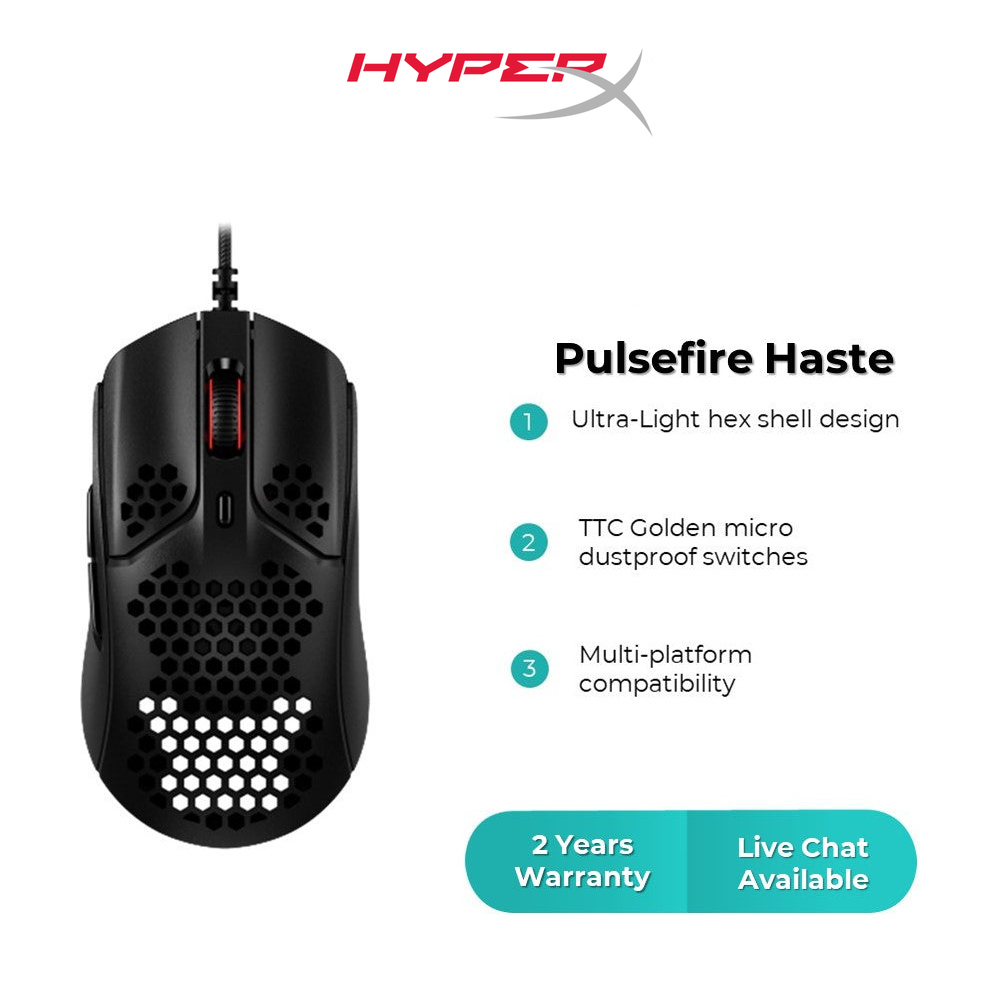 HYPERX
Pulsefire Haste
1 Ultra-Light hex shell design
2 TTC Golden micro
dustproof switches
3 Multi-platform
compatibility
2 Years
Warranty
Live Chat
Available